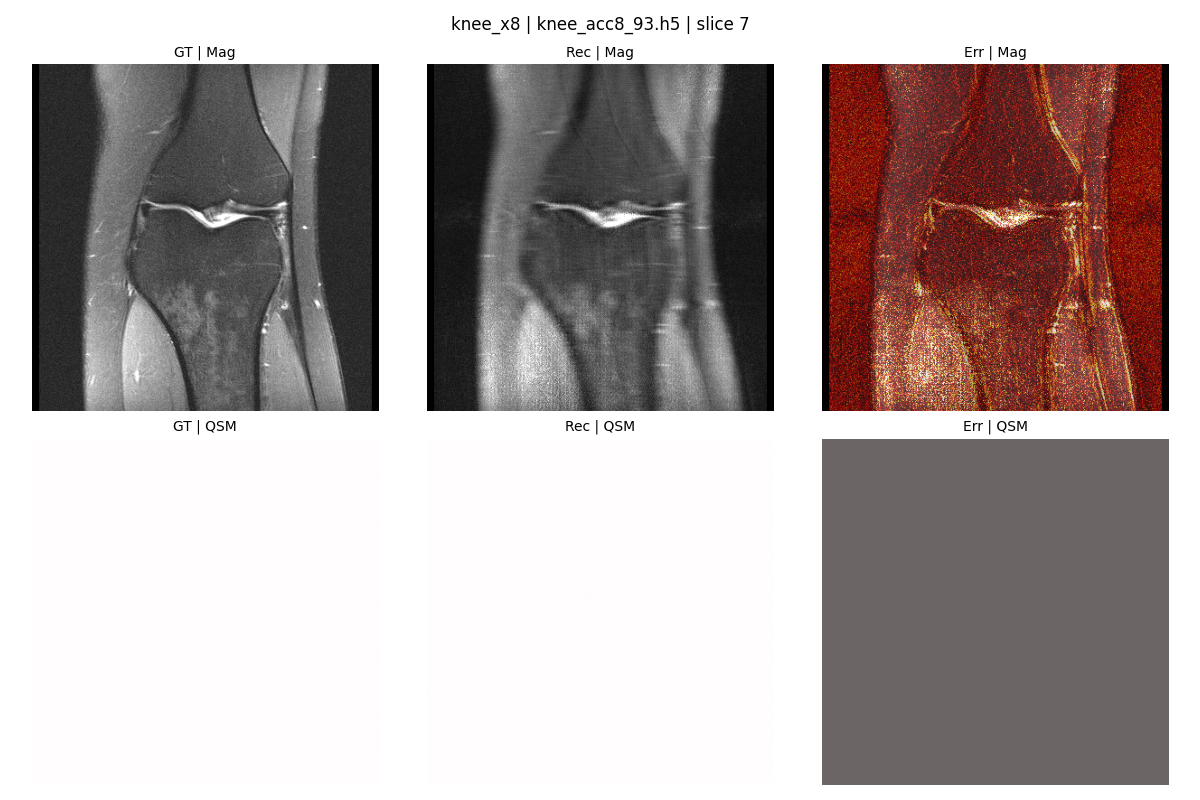 knee_x8 | knee_acc8_93.h5 | slice 7
GT | Mag
Rec | Mag
Err | Mag
GT | QSM
Rec | QSM
Err | QSM